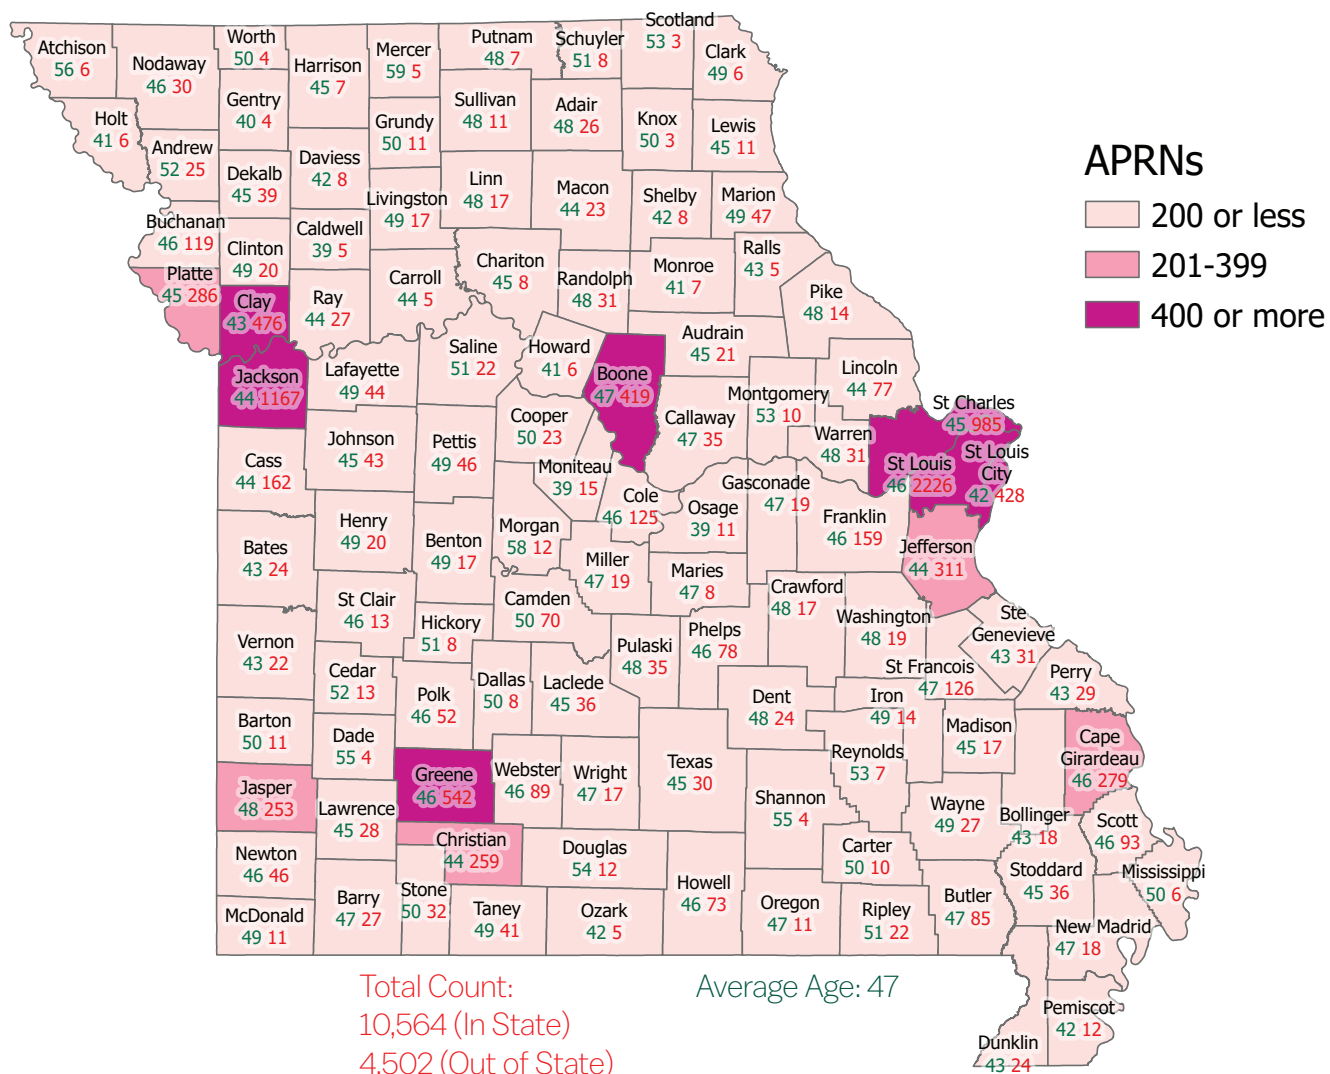 Scotland
53 3
Worth
50 4
Putnam
48 7
Schuyler
51 8
Atchison
56 6
Nodaway
46 30
Harrison
45 7
Mercer
59 5
Clark
49 6
Gentry
40 4
Sullivan
48 11
Adair
48 26
Holt
41 6
Grundy
50 11
Knox
50 3
Lewis
45 11
Andrew
52 25
Daviess
42 8
Dekalb
45 39
Linn
48 17
Macon
44 23
Livingston
49 17
Shelby
42 8
Marion
49 47
Buchanan
46 119
Clinton
49 20
Caldwell
39 5
Ralls
43 5
Chariton
45 8
Platte
45 286
Carroll
44 5
Randolph
48 31
Monroe
41 7
Clay
43 476
Ray
44 27
Pike
48 14
Audrain
45 21
Saline
51 22
Howard
41 6
Jackson
44 1167
Lafayette
49 44
Boone
47 419
Lincoln
44 77
Montgomery
53 10
St Charles
45 985
Cooper
50 23
Callaway
47 35
Johnson
45 43
Pettis
49 46
Warren
48 31
Cass
44 162
Moniteau
39 15
St Louis
46 2226
St Louis
City
42 428
Gasconade
47 19
Cole
46 125
Osage
39 11
Henry
49 20
Morgan
58 12
Franklin
46 159
Bates
43 24
Benton
49 17
Jefferson
44 311
Miller
47 19
Maries
47 8
Crawford
48 17
St Clair
46 13
Camden
50 70
Washington
48 19
Ste
Genevieve
43 31
Hickory
51 8
Phelps
46 78
Vernon
43 22
Pulaski
48 35
St Francois
47 126
Cedar
52 13
Perry
43 29
Dallas
50 8
Laclede
45 36
Polk
46 52
Dent
48 24
Iron
49 14
Barton
50 11
Dade
55 4
Madison
45 17
Cape
Girardeau
46 279
Reynolds
53 7
Texas
45 30
Greene
46 542
Webster
46 89
Wright
47 17
Jasper
48 253
Shannon
55 4
Lawrence
45 28
Wayne
49 27
Bollinger
43 18
Scott
46 93
Christian
44 259
Douglas
54 12
Carter
50 10
Newton
46 46
Stoddard
45 36
Mississippi
50 6
Howell
46 73
Stone
50 32
Barry
47 27
Butler
47 85
McDonald
49 11
Taney
49 41
Ozark
42 5
Oregon
47 11
Ripley
51 22
New Madrid
47 18
Pemiscot
42 12
Dunklin
43 24
APRNs
200 or less
201-399
400 or more
Total Count:
10,564 (In State)
4,502 (Out of State)
Average Age: 47